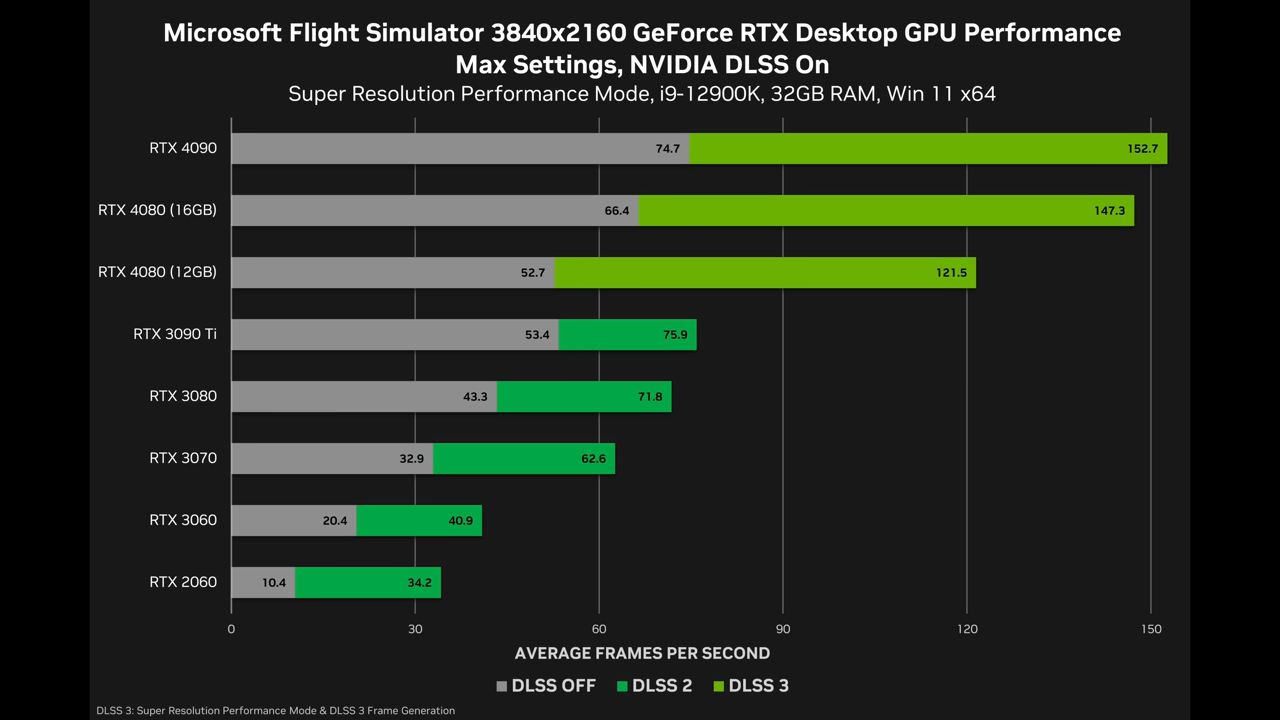 Microsoft Flight Simulator 3840x2160 GeForce RTX Desktop GPU Performance
Max Settings, NVIDIA DLSS On
Super Resolution Performance Mode, i9-12900K, 32GB RAM, Win 11 x64
RTX 4090 74.7 152.7
RTX 4080 (16GB) 66.4 147.3
RTX 4080 (12GB) 52.7 121.5
RTX 3090 Ti 53.4 75.9
RTX 3080 43.3 71.8
RTX 3070 32.9 62.6
RTX 3060 20.4 40.9
RTX 2060 10.4 34.2
0 30 60 90 120 150
AVERAGE FRAMES PER SECOND
DLSS OFF DLSS 2 DLSS 3
DLSS 3: Super Resolution Performance Mode & DLSS 3 Frame Generation